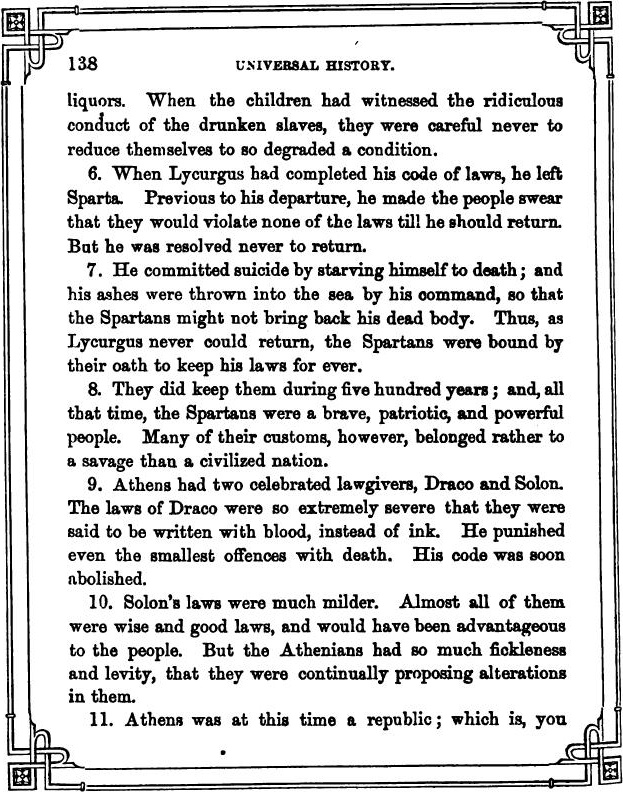 138
UNIVERSAL HISTORY.
liquors. When the children had witnessed the ridiculous
conduct of the drunken slaves, they were careful never to
reduce themselves to so degraded a condition.
6. When Lycurgus had completed his code of laws, he left
Sparta. Previous to his departure, he made the people swear
that they would violate none of the laws till he should return.
But he was resolved never to return.
7. He committed suicide by starving himself to death; and
his ashes were thrown into the sea by his command, so that
the Spartans might not bring back his dead body. Thus, as
Lycurgus never could return, the Spartans were bound by
their oath to keep his laws for ever.
8. They did keep them during five hundred years; and, all
that time, the Spartans were a brave, patriotic, and powerful
people. Many of their customs, however, belonged rather to
a savage than a civilized nation.
9. Athens had two celebrated lawgivers, Draco and Solon.
The laws of Draco were so extremely severe that they were
said to be written with blood, instead of ink. He punished
even the smallest offences with death. His code was soon
abolished.
10. Solon's laws were much milder. Almost all of them
were wise and good laws, and would have been advantageous
to the people. But the Athenians had so much fickleness
and levity, that they were continually proposing alterations
in them.
11. Athens was at this time a republic; which is, you